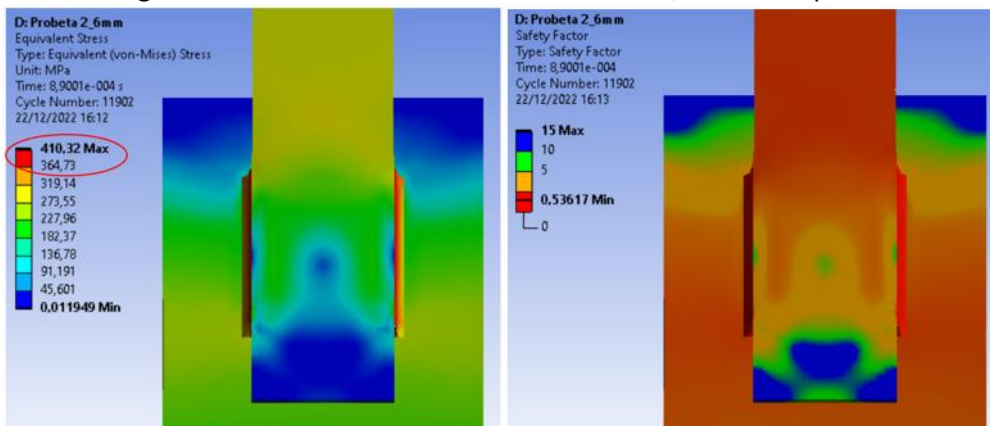 D: Probeta 2_6mm
Equivalent Stress
Type: Equivalent (von-Mises) Stress
Unit: MPa
Time: 8,9001e-004 s
Cycle Number: 11902
22/12/2022 16:12
410,32 Max
364,73
319,14
273,55
227,96
182,37
136,78
91,191
45,601
0,011949 Min
D: Probeta 2_6mm
Safety Factor
Type: Safety Factor
Time: 8,9001e-004
Cycle Number: 11902
22/12/2022 16:13
15 Max
10
5
0,53617 Min
0